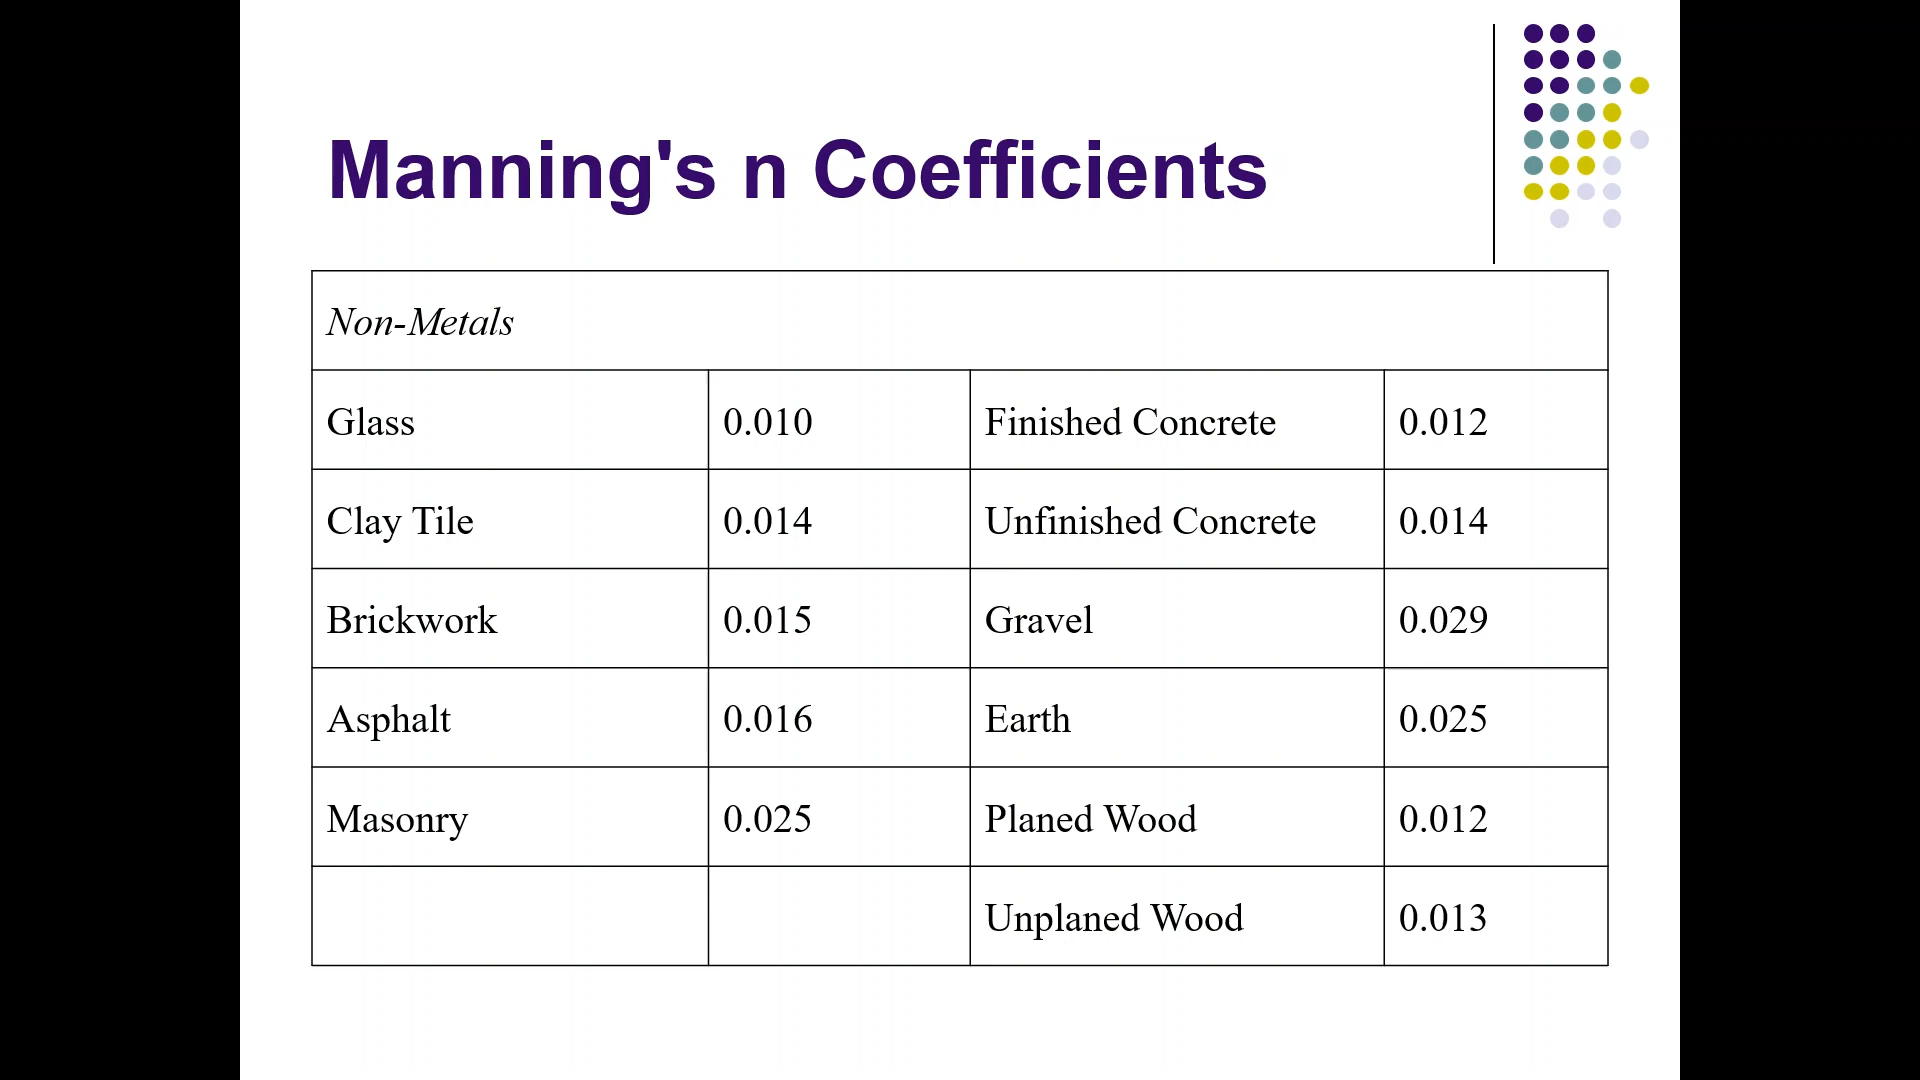 Manning's n Coefficients
Non-Metals
Glass 0.010 Finished Concrete 0.012
Clay Tile 0.014 Unfinished Concrete 0.014
Brickwork 0.015 Gravel 0.029
Asphalt 0.016 Earth 0.025
Masonry 0.025 Planed Wood 0.012
Unplaned Wood 0.013